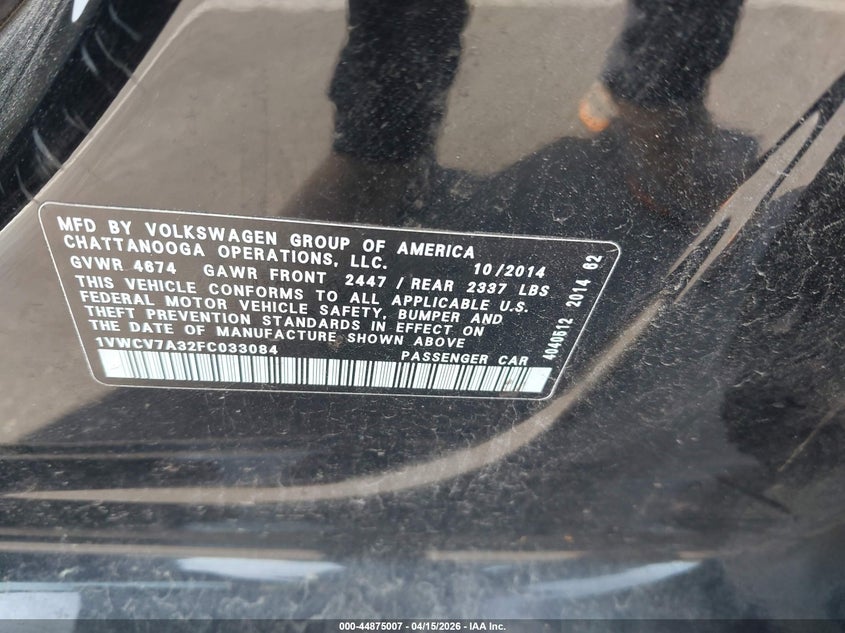 MFD BY VOLKSWAGEN GROUP OF AMERICA
CHATTANOOGA OPERATIONS, LLC. 10/2014
GVWR 4674 GAWR FRONT 2447 / REAR 2337 LBS
THIS VEHICLE CONFORMS TO ALL APPLICABLE U.S.
FEDERAL MOTOR VEHICLE SAFETY, BUMPER AND
THEFT PREVENTION STANDARDS IN EFFECT ON
THE DATE OF MANUFACTURE SHOWN ABOVE
1VWCV7A32FC033084 PASSENGER CAR
4040612 2014 62
000-44875007 - 04/15/2026 - IAA Inc.